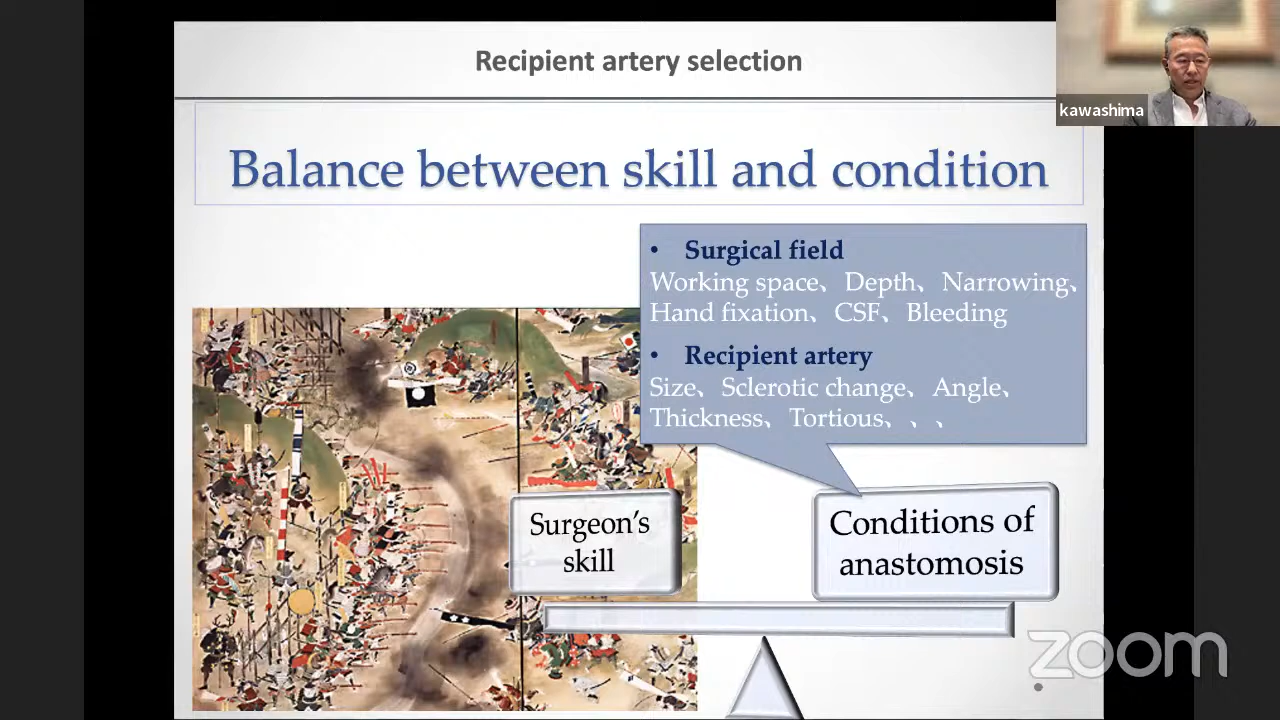 Recipient artery selection
kawashima
Balance between skill and condition
• Surgical field
Working space、Depth、Narrowing、
Hand fixation、CSF、Bleeding
• Recipient artery
Size、Sclerotic change、Angle、
Thickness、Tortious、、、
Surgeon's
skill
Conditions of
anastomosis
zoom